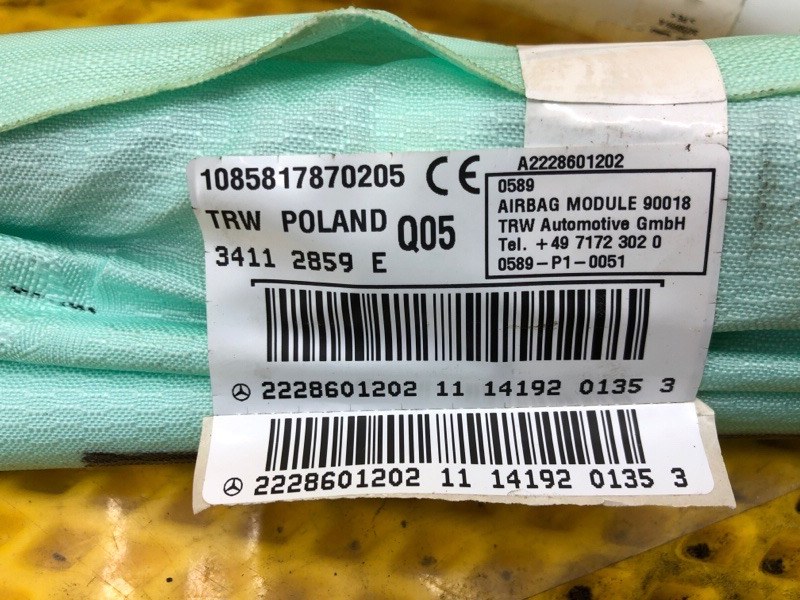 1085817870205 CE
A2228601202
TRW POLAND Q05
3411 2859 E
0589
AIRBAG MODULE 90018
TRW Automotive GmbH
Tel. +49 7172 302 0
0589-P1-0051
2228601202 11 14192 0135 3
2228601202 11 14192 0135 3